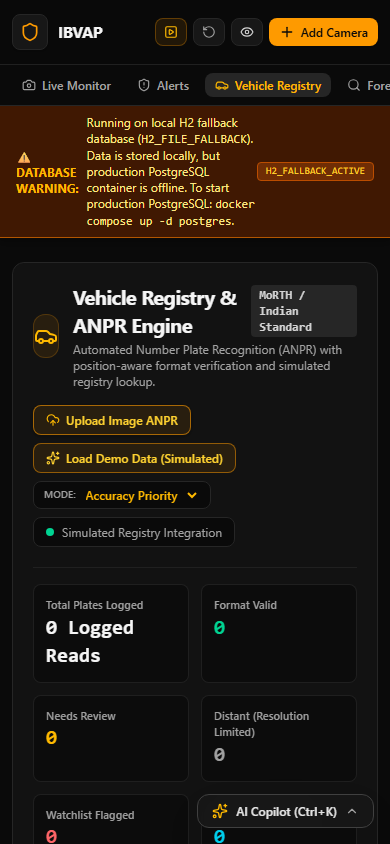 IBVAP
Add Camera
Live Monitor
Alerts
Vehicle Registry
Fore
DATABASE
WARNING:
Running on local H2 fallback
database (H2_FILE_FALLBACK).
Data is stored locally, but
production PostgreSQL
container is offline. To start
production PostgreSQL: docker
compose up -d postgres.
H2_FALLBACK_ACTIVE
Vehicle Registry &
ANPR Engine
MoRTH /
Indian
Standard
Automated Number Plate Recognition (ANPR) with
position-aware format verification and simulated
registry lookup.
Upload Image ANPR
Load Demo Data (Simulated)
MODE: Accuracy Priority
Simulated Registry Integration
Total Plates Logged
0 Logged
Reads
Format Valid
0
Needs Review
0
Distant (Resolution
Limited)
0
Watchlist Flagged
0
AI Copilot (Ctrl+K)
0